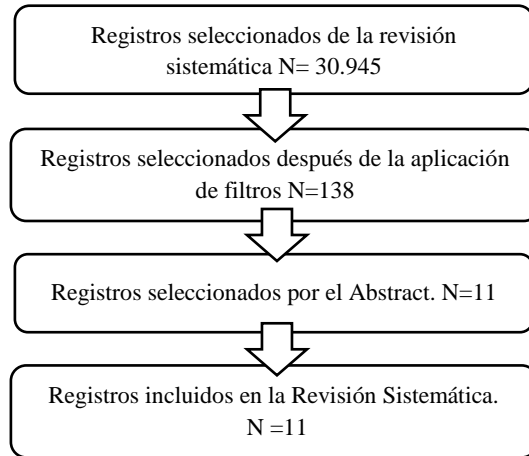 Registros seleccionados de la revisión
sistemática N= 30.945
Registros seleccionados después de la aplicación
de filtros N=138
Registros seleccionados por el Abstract. N=11
Registros incluidos en la Revisión Sistemática.
N =11